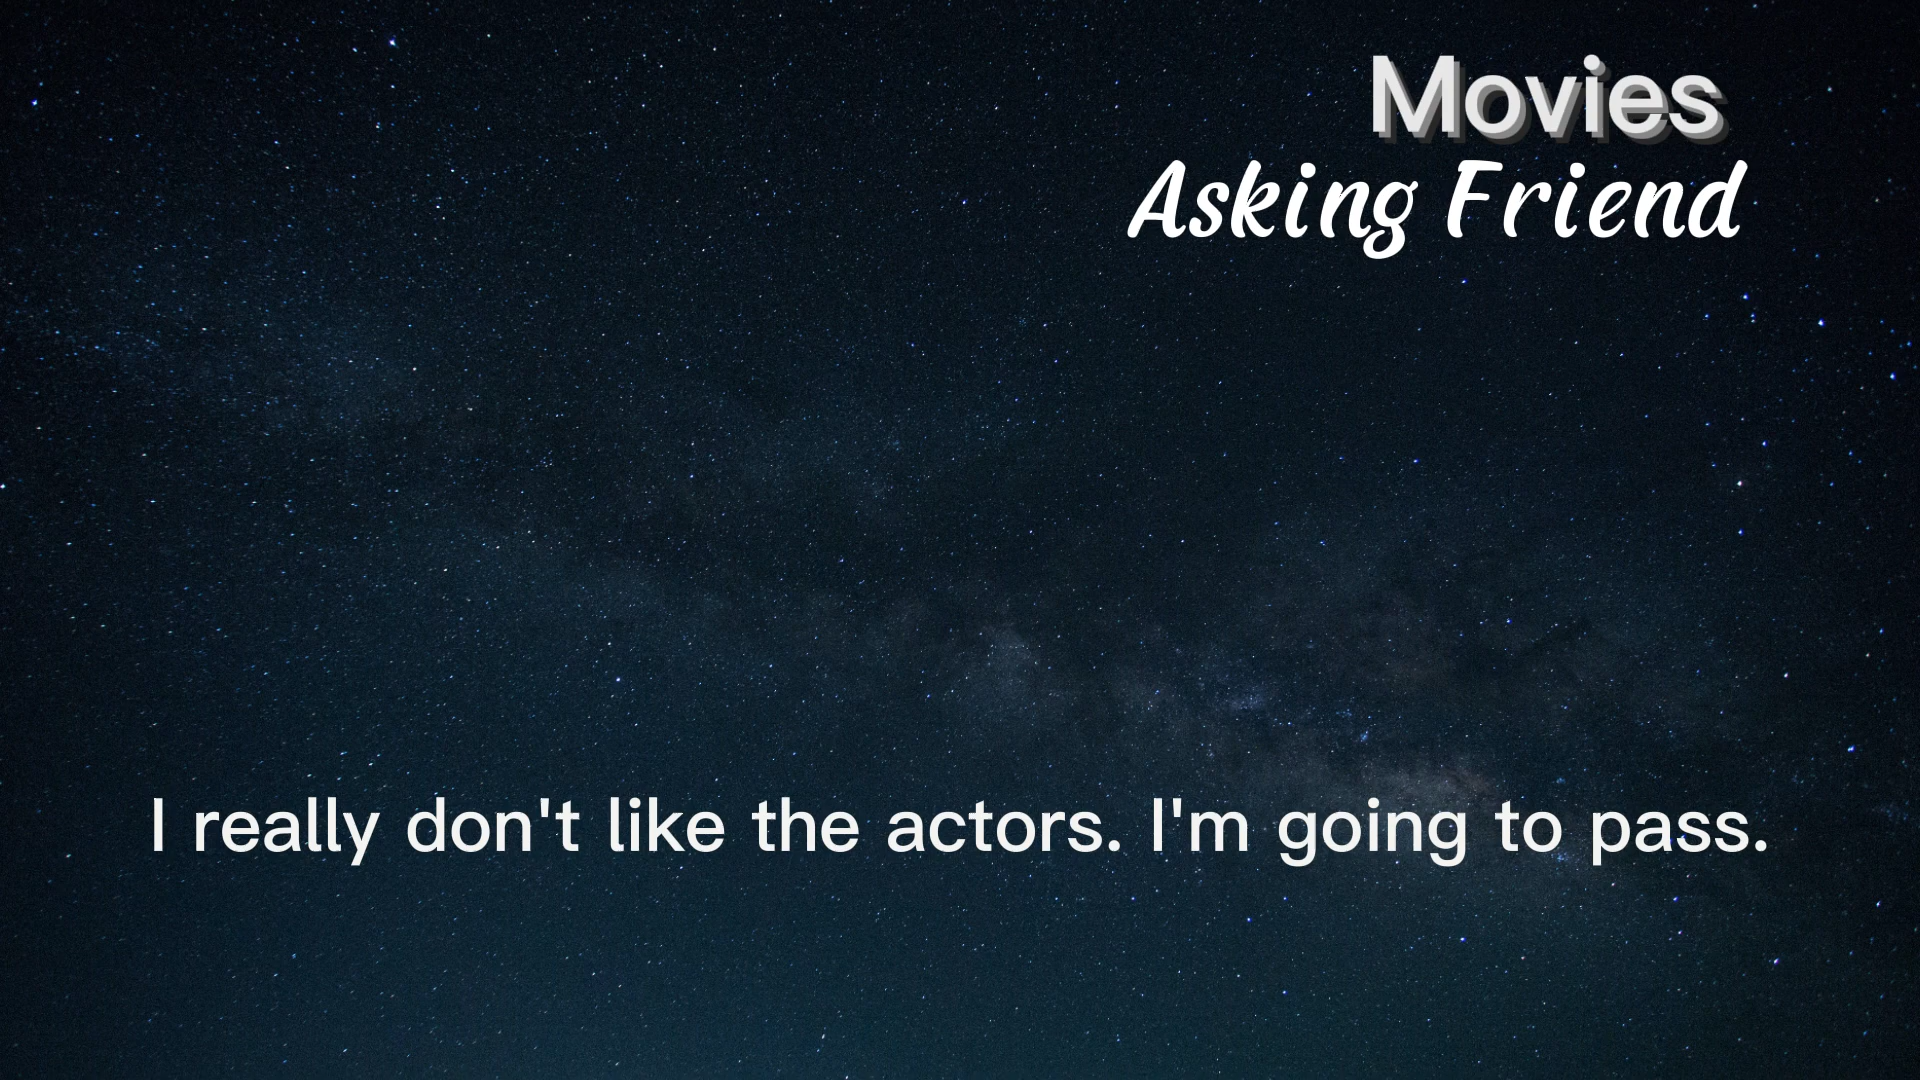 Movies
Asking Friend
I really don't like the actors. I'm going to pass.